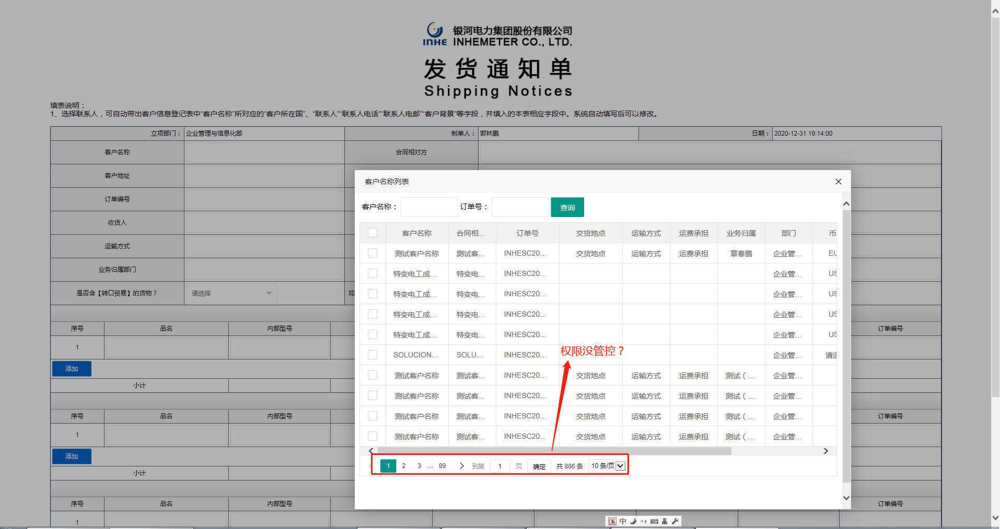 银河电力集团股份有限公司
INHE INHEMETER CO., LTD.
发货通知单
Shipping Notices
填表说明：
1、选择联系人，可自动带出客户信息登记表中“客户名称”所对应的“客户所在国”、“联系人”“联系人电话”“联系人电邮”“客户背景”等字段，并填入的本表相应字段中。系统自动填写后可以修改。
立项部门： 企业管理与信息化部 制单人： 郭林鹏 日期： 2020-12-31 19:14:00
客户名称 合同相对方
客户地址
订单编号
收货人
运输方式
业务归属部门
是否含【转口贸易】的货物？ 请选择 如
序号 品名 内部型号 订单编号
1
添加
小计
序号 品名 内部型号 订单编号
1
添加
小计
序号 品名 内部型号 订单编号
1
客户名称列表
客户名称： 订单号： 查询
客户名称 合同相... 订单号 交货地点 运输方式 运费承担 业务归属 部门 币
测试客户名称 测试客... INHESC20... 交货地点 运输方式 运费承担 章春鹏 企业管... EU
特变电工成... 特变电... INHESC20... 企业管... US
特变电工成... 特变电... INHESC20... 企业管... US
特变电工成... 特变电... INHESC20... 企业管... US
特变电工成... 特变电... INHESC20... 企业管... US
权限没管控？
SOLUCION... SOLU... INHESC20... 企业管... 请选
测试客户名称 测试客... INHESC20... 交货地点 运输方式 运费承担 测试（... 企业管...
测试客户名称 测试客... INHESC20... 交货地点 运输方式 运费承担 测试（... 企业管...
测试客户名称 测试客... INHESC20... 交货地点 运输方式 运费承担 测试（... 企业管...
测试客户名称 测试客... INHESC20... 交货地点 运输方式 运费承担 测试（... 企业管...
1 2 3 ... 89 到第 1 页 确定 共 886 条 10 条/页
五 中